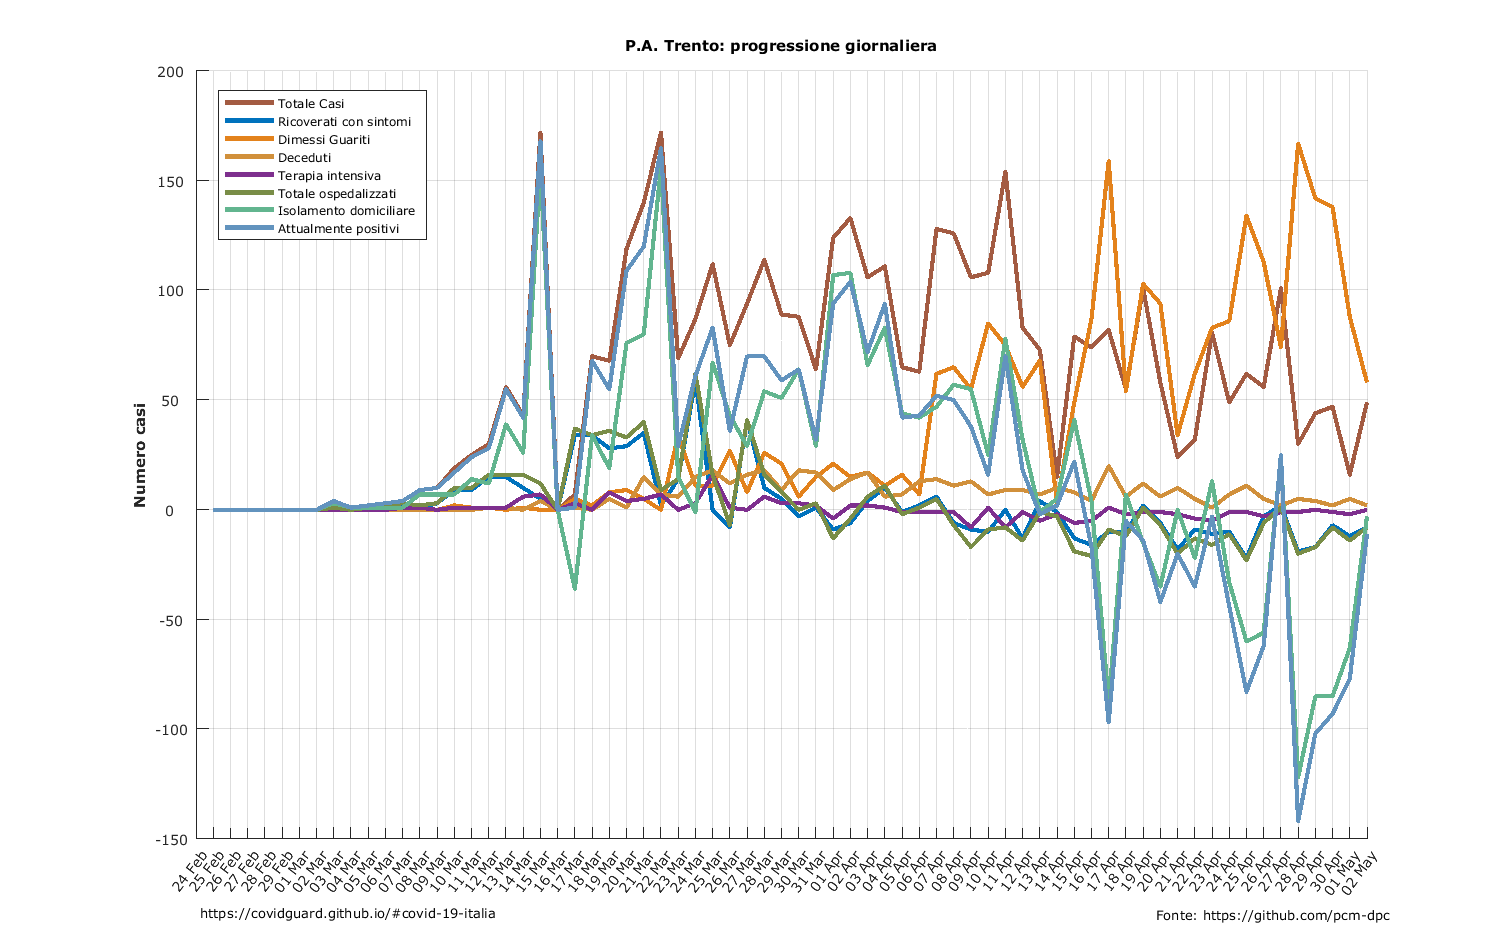 P.A. Trento: progressione giornaliera
200
150
100
50
0
-50
-100
-150
Numero casi
Totale Casi
Ricoverati con sintomi
Dimessi Guariti
Deceduti
Terapia intensiva
Totale ospedalizzati
Isolamento domiciliare
Attualmente positivi
24 Feb
25 Feb
26 Feb
27 Feb
28 Feb
29 Feb
01 Mar
02 Mar
03 Mar
04 Mar
05 Mar
06 Mar
07 Mar
08 Mar
09 Mar
10 Mar
11 Mar
12 Mar
13 Mar
14 Mar
15 Mar
16 Mar
17 Mar
18 Mar
19 Mar
20 Mar
21 Mar
22 Mar
23 Mar
24 Mar
25 Mar
26 Mar
27 Mar
28 Mar
29 Mar
30 Mar
31 Mar
01 Apr
02 Apr
03 Apr
04 Apr
05 Apr
06 Apr
07 Apr
08 Apr
09 Apr
10 Apr
11 Apr
12 Apr
13 Apr
14 Apr
15 Apr
16 Apr
17 Apr
18 Apr
19 Apr
20 Apr
21 Apr
22 Apr
23 Apr
24 Apr
25 Apr
26 Apr
27 Apr
28 Apr
29 Apr
30 Apr
01 May
02 May
https://covidguard.github.io/#covid-19-italia
Fonte: https://github.com/pcm-dpc